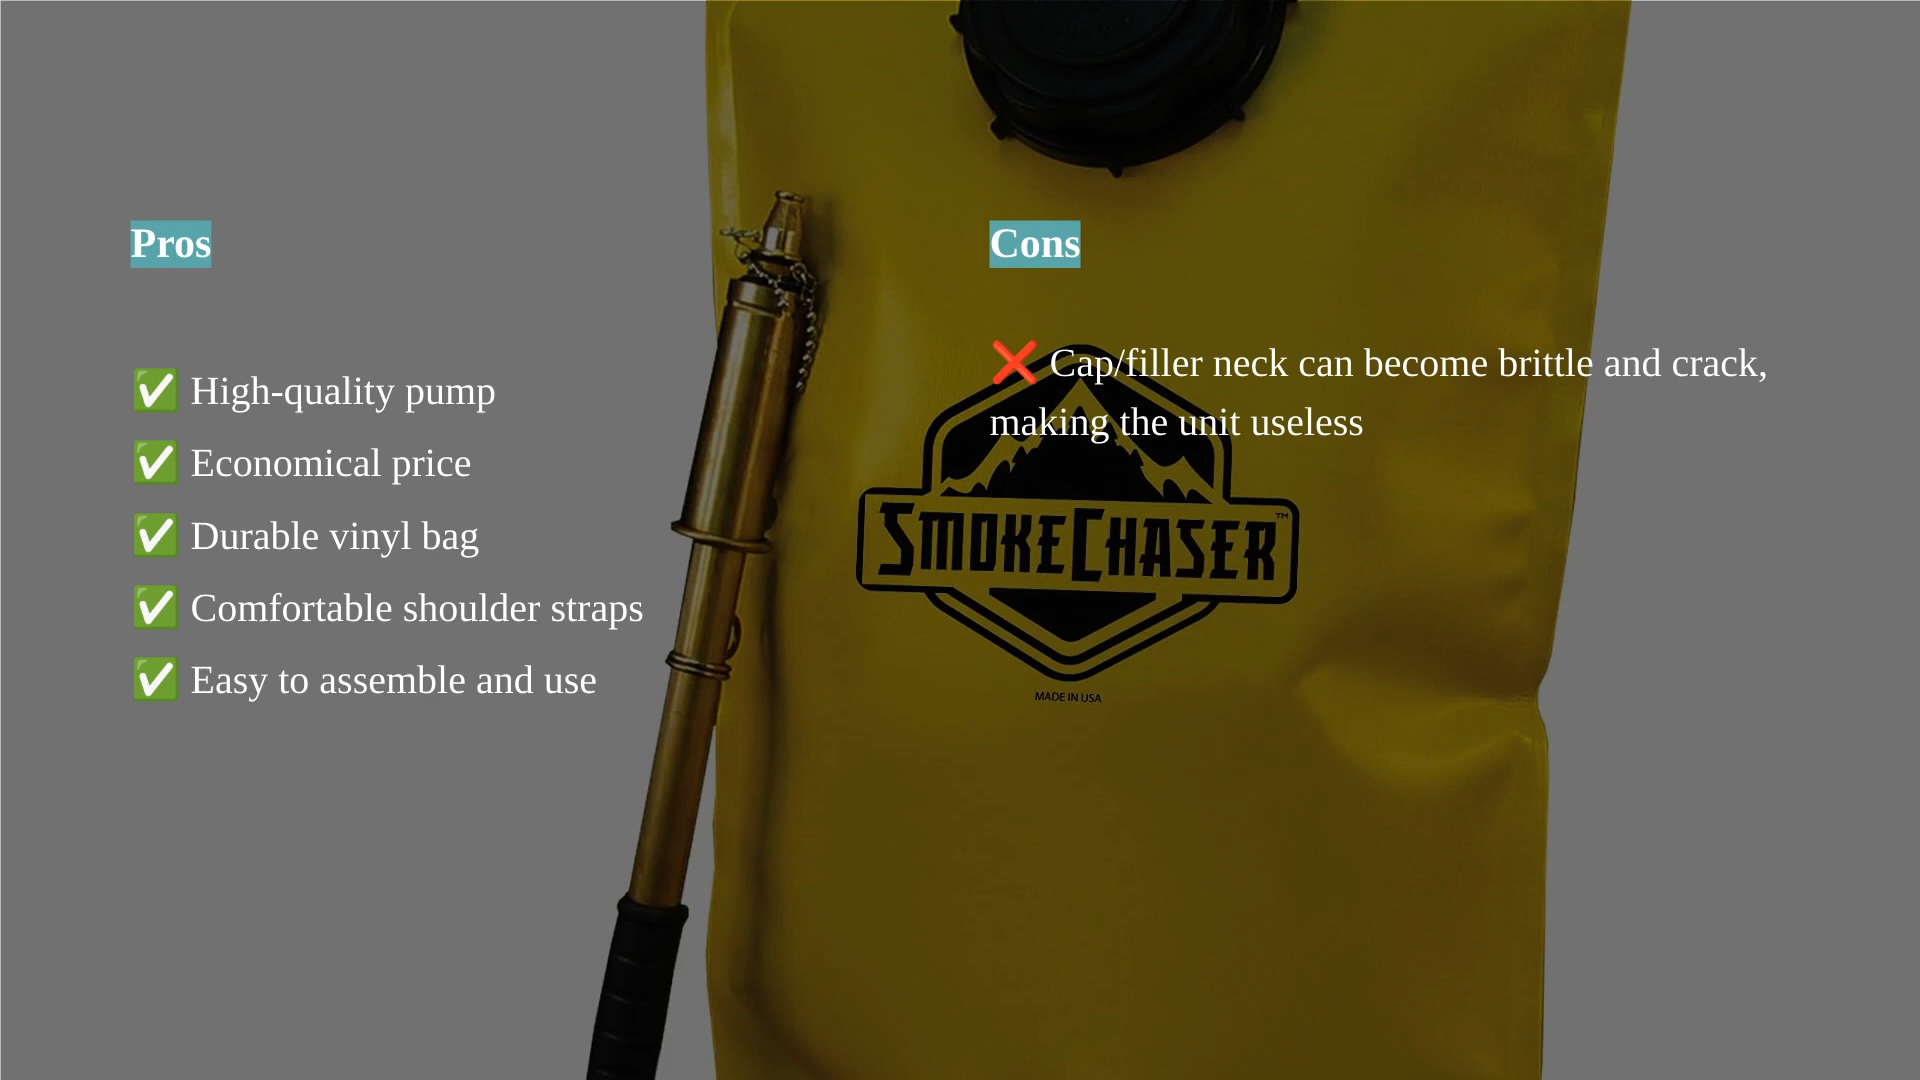 Pros
✅ High-quality pump
✅ Economical price
✅ Durable vinyl bag
✅ Comfortable shoulder straps
✅ Easy to assemble and use
Cons
❌ Cap/filler neck can become brittle and crack,
making the unit useless
SMOKECHASER™
MADE IN USA